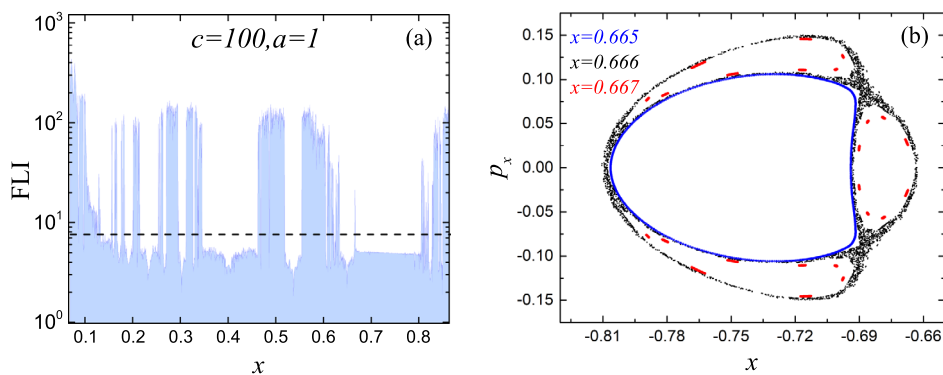 c=100,a=1
(a)
FLI
10³
10²
10¹
10⁰
0.1 0.2 0.3 0.4 0.5 0.6 0.7 0.8
x
(b)
x=0.665
x=0.666
x=0.667
pₓ
0.15
0.10
0.05
0.00
-0.05
-0.10
-0.15
-0.81 -0.78 -0.75 -0.72 -0.69 -0.66
x